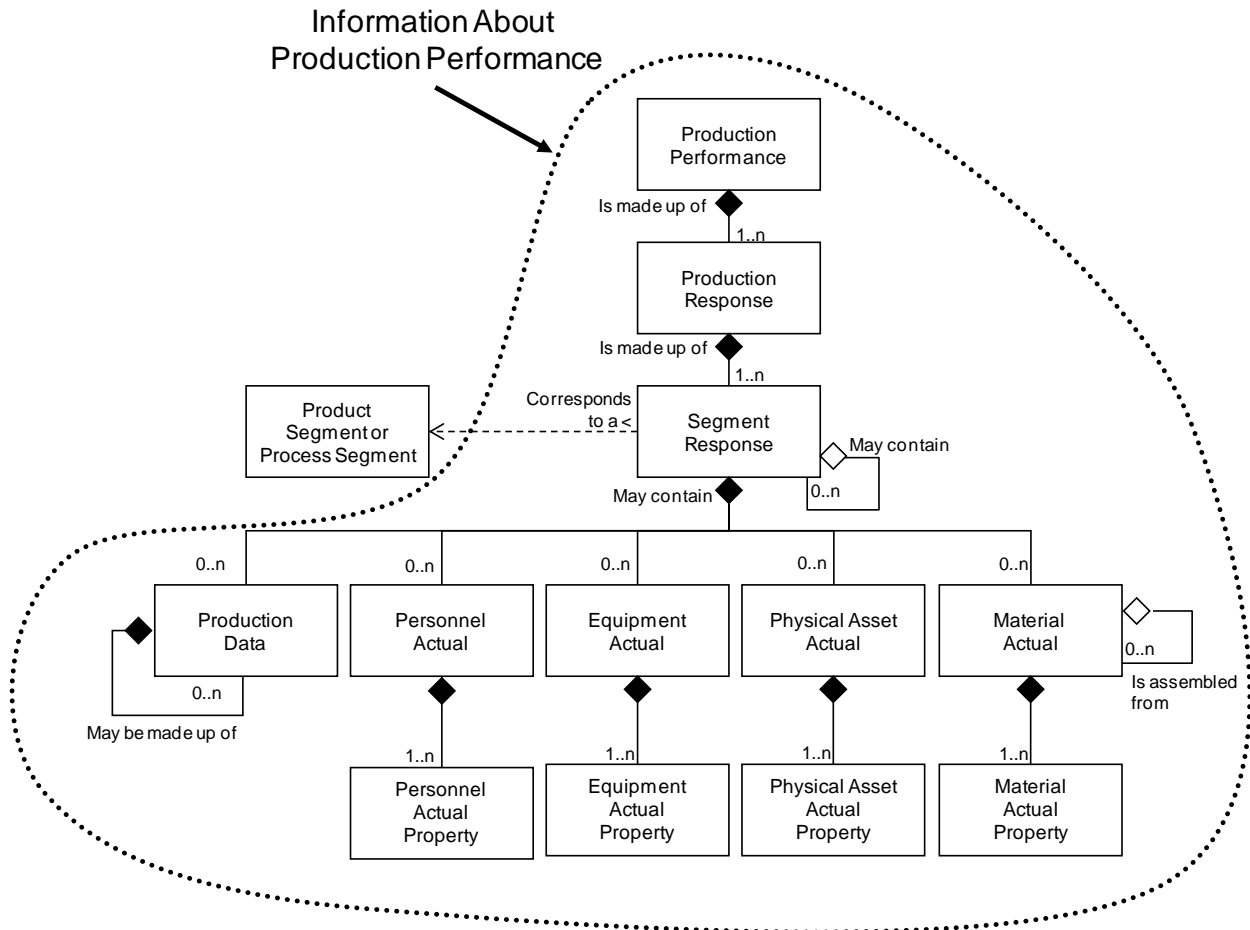 Information About
Production Performance
Production
Performance
Is made up of
1..n
Production
Response
Is made up of
1..n
Product
Segment or
Process Segment
Corresponds
to a <
Segment
Response
May contain
0..n
May contain
0..n
0..n
0..n
0..n
0..n
Production
Data
0..n
May be made up of
Personnel
Actual
Equipment
Actual
Physical Asset
Actual
Material
Actual
0..n
Is assembled
from
1..n
1..n
1..n
1..n
Personnel
Actual
Property
Equipment
Actual
Property
Physical Asset
Actual
Property
Material
Actual
Property